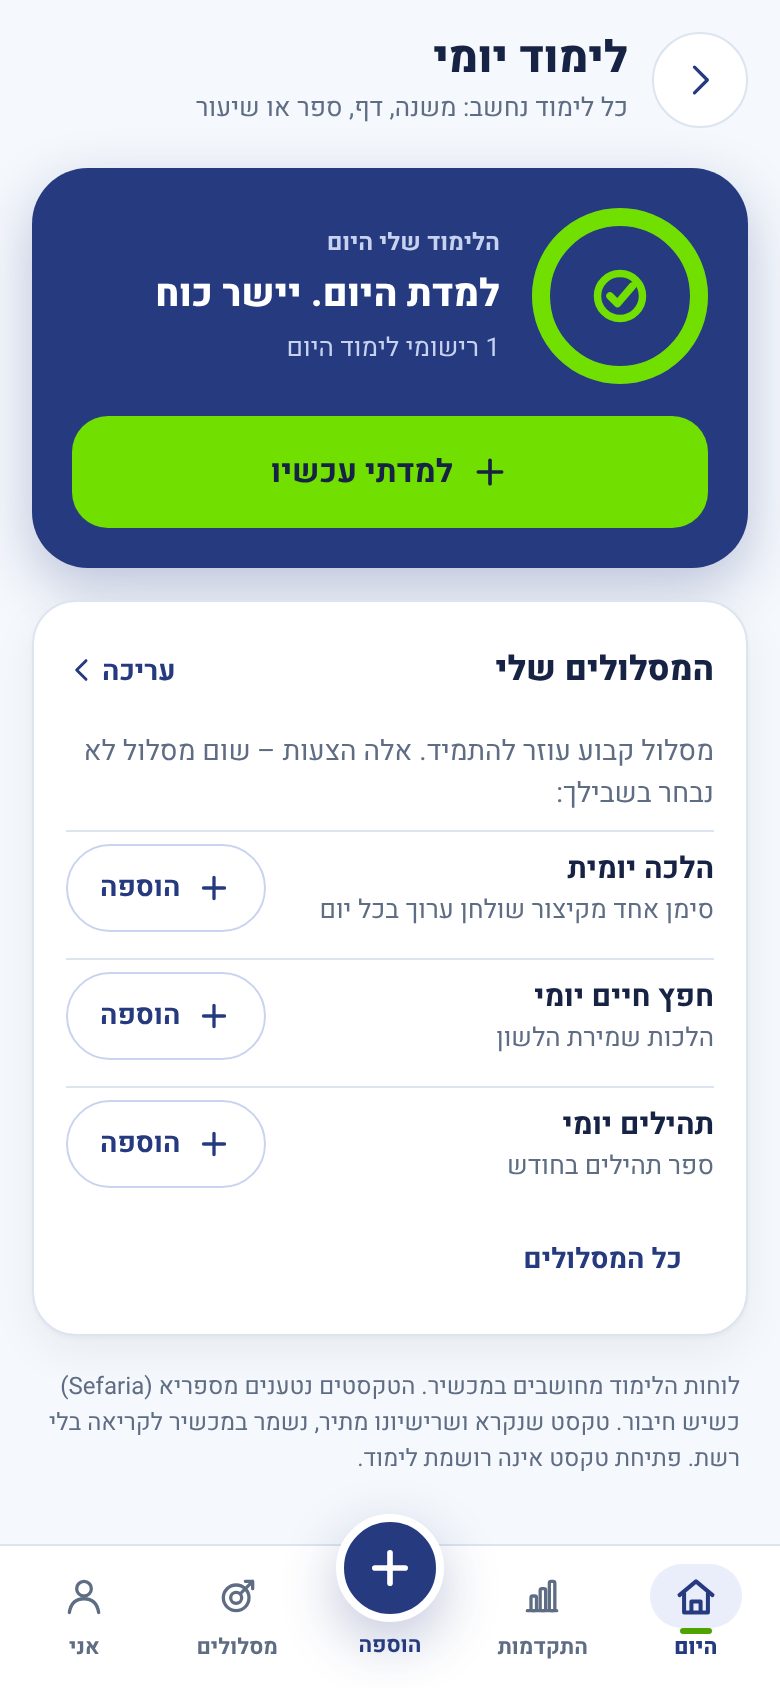 לימוד יומי
כל לימוד נחשב: משנה, דף, ספר או שיעור
הלימוד שלי היום
למדת היום. יישר כוח
1 רישומי לימוד היום
למדתי עכשיו
המסלולים שלי
עריכה
מסלול קבוע עוזר להתמיד. אלה הצעות – שום מסלול לא
נבחר בשבילך:
הלכה יומית
סימן אחד מקיצור שולחן ערוך בכל יום
הוספה
חפץ חיים יומי
הלכות שמירת הלשון
הוספה
תהילים יומי
ספר תהילים בחודש
הוספה
כל המסלולים
לוחות הלימוד מחושבים במכשיר. הטקסטים נטענים מספריא (Sefaria)
כשיש חיבור. טקסט שנקרא ושרישיונו מתיר, נשמר במכשיר לקריאה בלי
רשת. פתיחת טקסט אינה רושמת לימוד.
היום
התקדמות
הוספה
מסלולים
אני